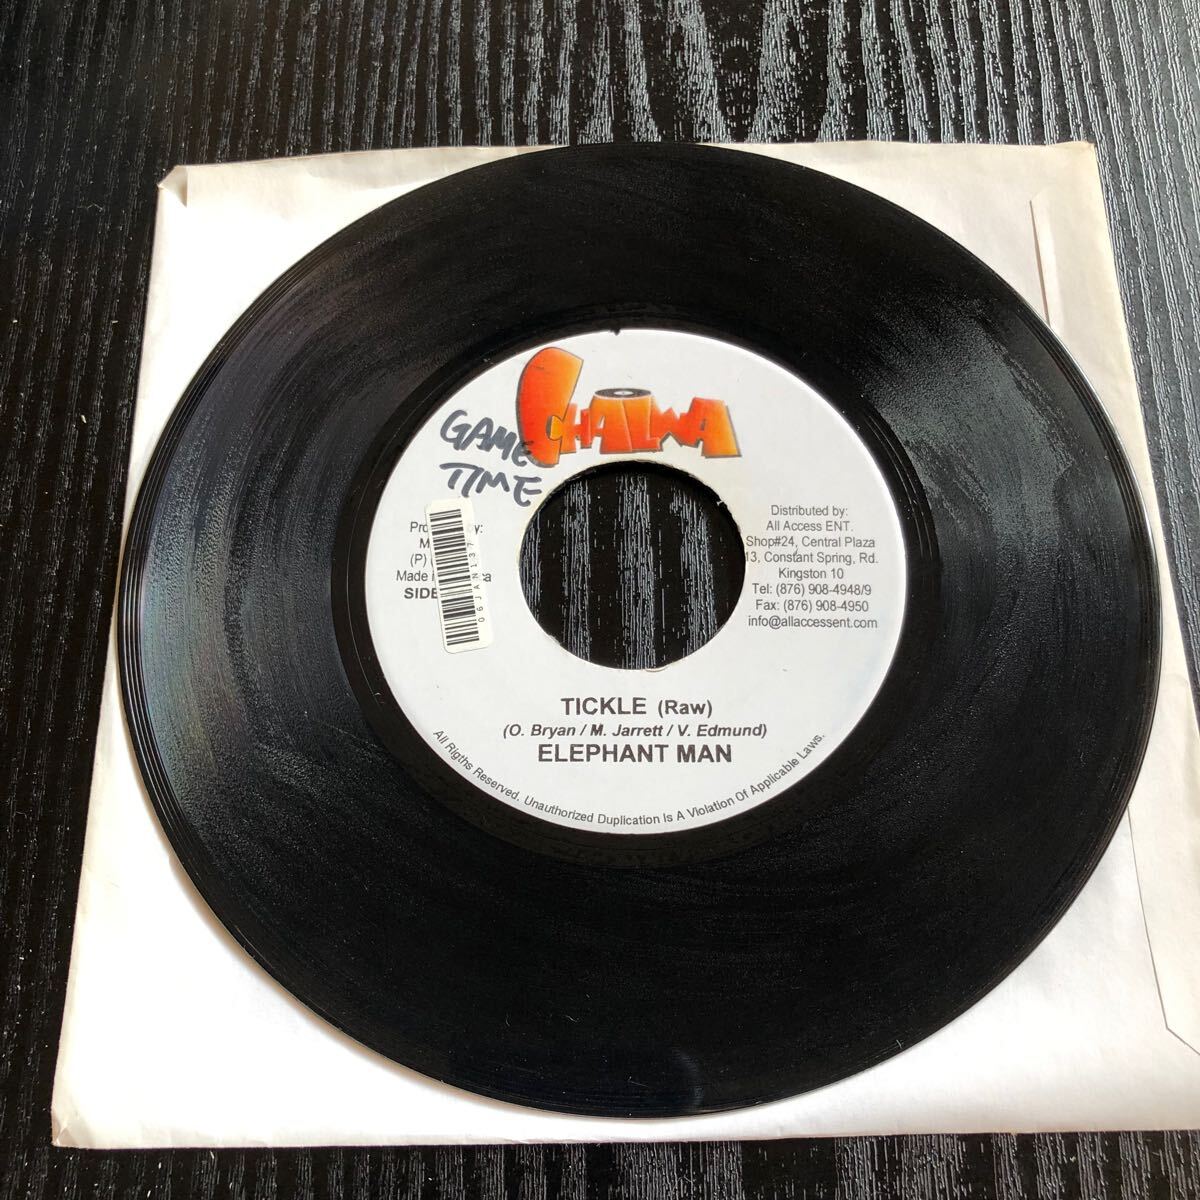 CHALWA
GAME
TIME
Distributed by:
All Access ENT.
Shop#24, Central Plaza
13, Constant Spring, Rd.
Kingston 10
Tel: (876) 908-4948/9
Fax: (876) 908-4950
info@allaccessent.com
by:
(P)
Made
SIDE
06JAN137
TICKLE (Raw)
(O. Bryan / M. Jarrett / V. Edmund)
ELEPHANT MAN
All Rigths Reserved. Unauthorized Duplication Is A Violation Of Applicable Laws.